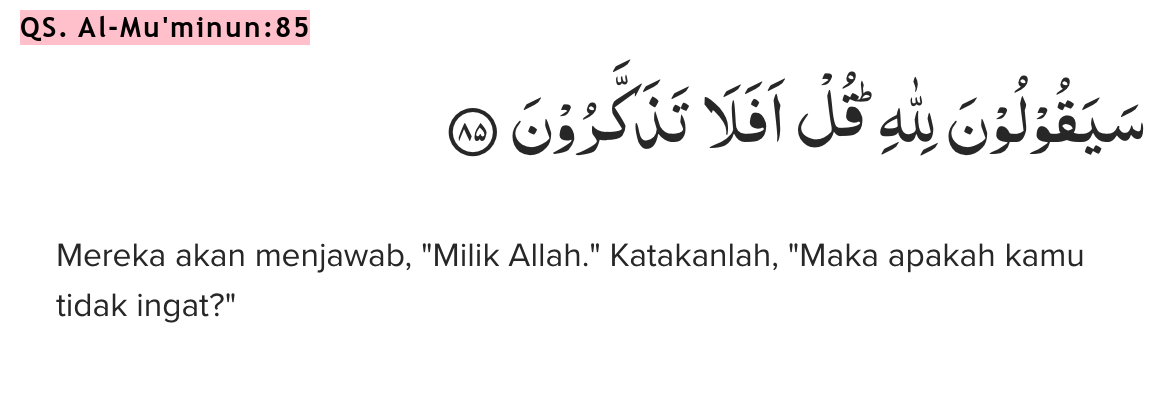 QS. Al-Mu'minun:85
سَيَقُوْلُوْنَ لِلّٰهِ ۗ قُلْ اَفَلَا تَذَكَّرُوْنَ ٨٥
Mereka akan menjawab, "Milik Allah." Katakanlah, "Maka apakah kamu
tidak ingat?"